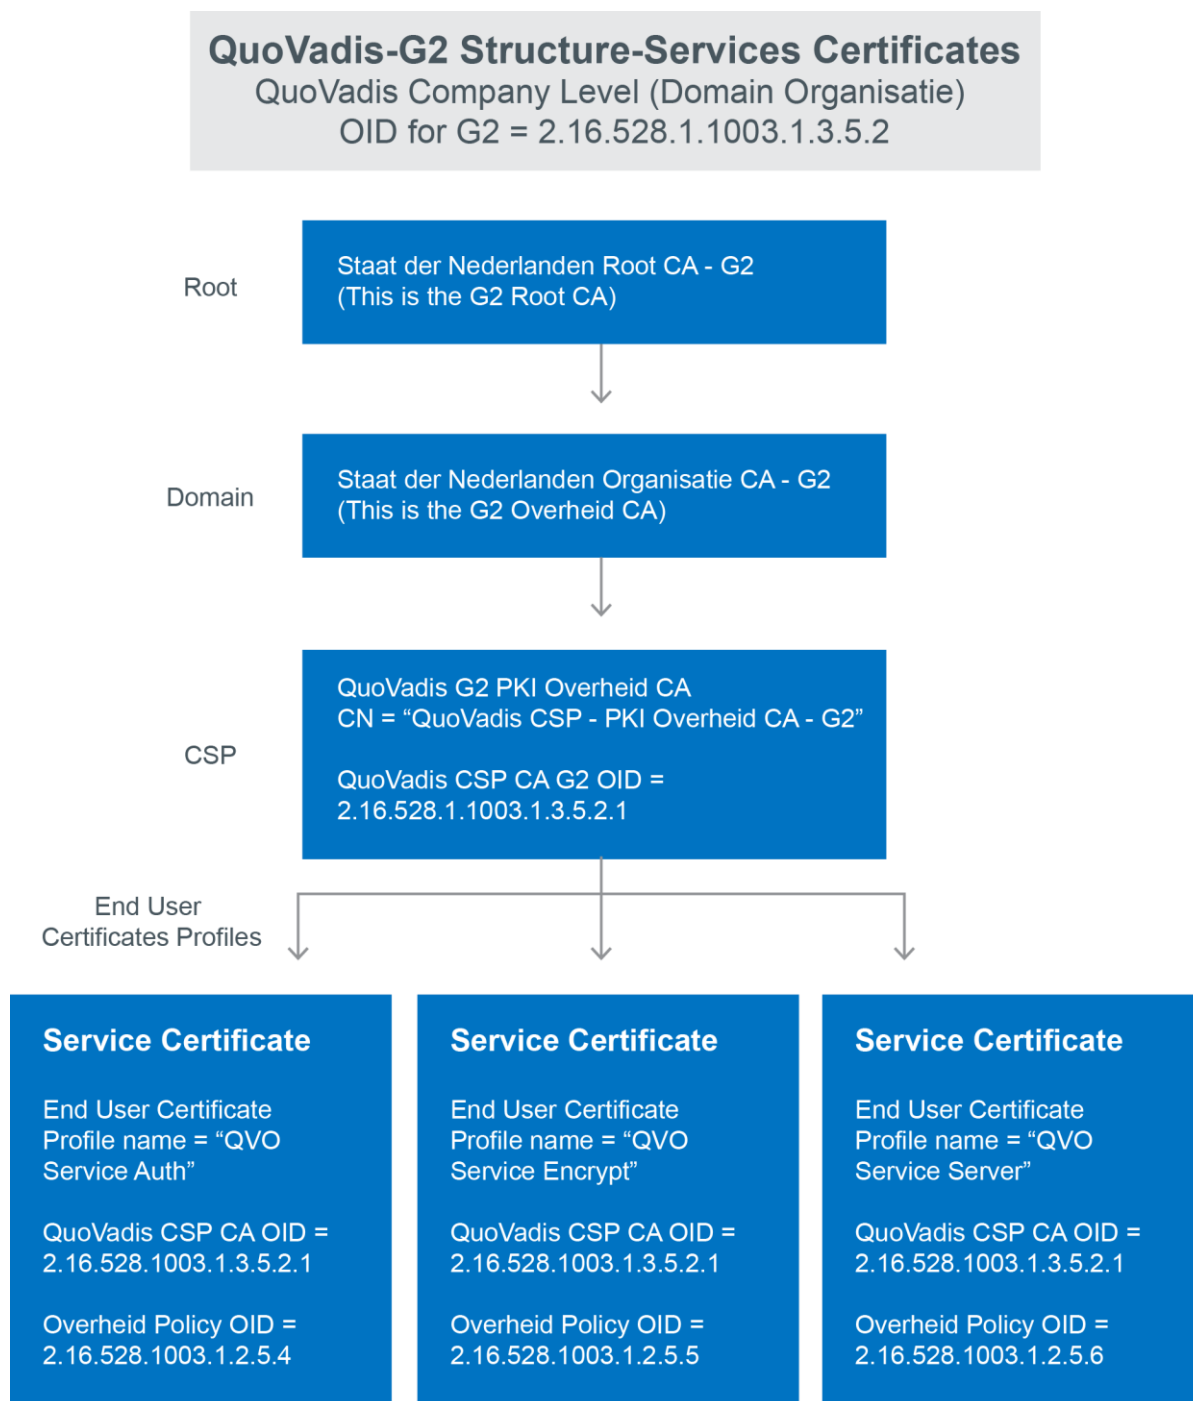 QuoVadis-G2 Structure-Services Certificates
QuoVadis Company Level (Domain Organisatie)
OID for G2 = 2.16.528.1.1003.1.3.5.2
Root
Staat der Nederlanden Root CA - G2
(This is the G2 Root CA)
Domain
Staat der Nederlanden Organisatie CA - G2
(This is the G2 Overheid CA)
CSP
QuoVadis G2 PKI Overheid CA
CN = “QuoVadis CSP - PKI Overheid CA - G2”
QuoVadis CSP CA G2 OID =
2.16.528.1.1003.1.3.5.2.1
End User
Certificates Profiles
Service Certificate
End User Certificate
Profile name = “QVO
Service Auth”
QuoVadis CSP CA OID =
2.16.528.1003.1.3.5.2.1
Overheid Policy OID =
2.16.528.1003.1.2.5.4
Service Certificate
End User Certificate
Profile name = “QVO
Service Encrypt”
QuoVadis CSP CA OID =
2.16.528.1003.1.3.5.2.1
Overheid Policy OID =
2.16.528.1003.1.2.5.5
Service Certificate
End User Certificate
Profile name = “QVO
Service Server”
QuoVadis CSP CA OID =
2.16.528.1003.1.3.5.2.1
Overheid Policy OID =
2.16.528.1003.1.2.5.6